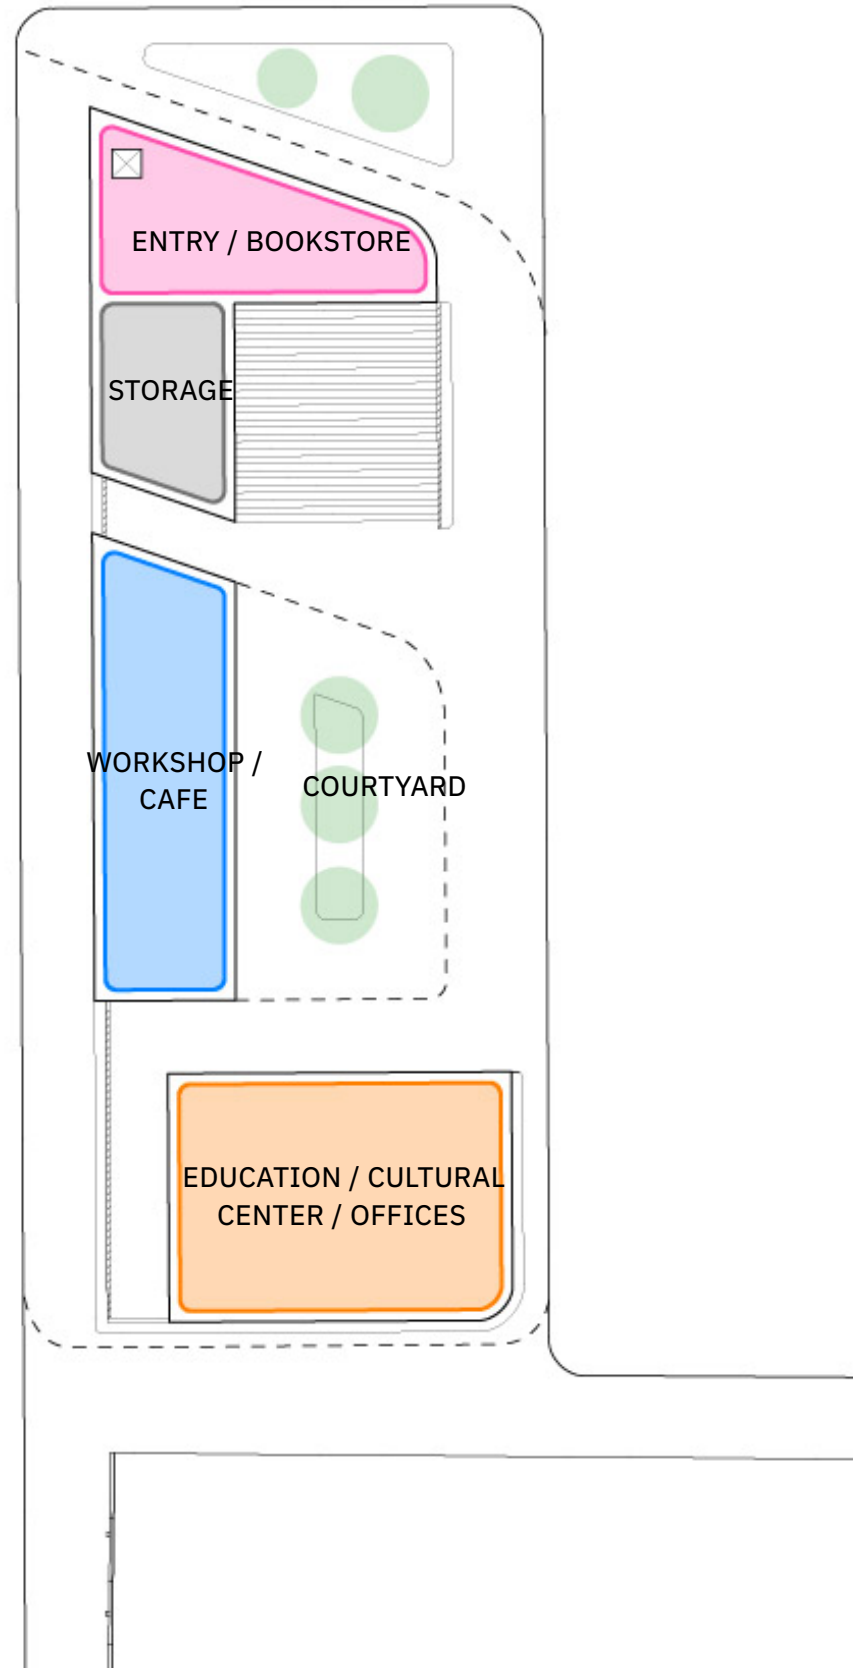 ENTRY / BOOKSTORE
STORAGE
WORKSHOP /
CAFE
COURTYARD
EDUCATION / CULTURAL
CENTER / OFFICES